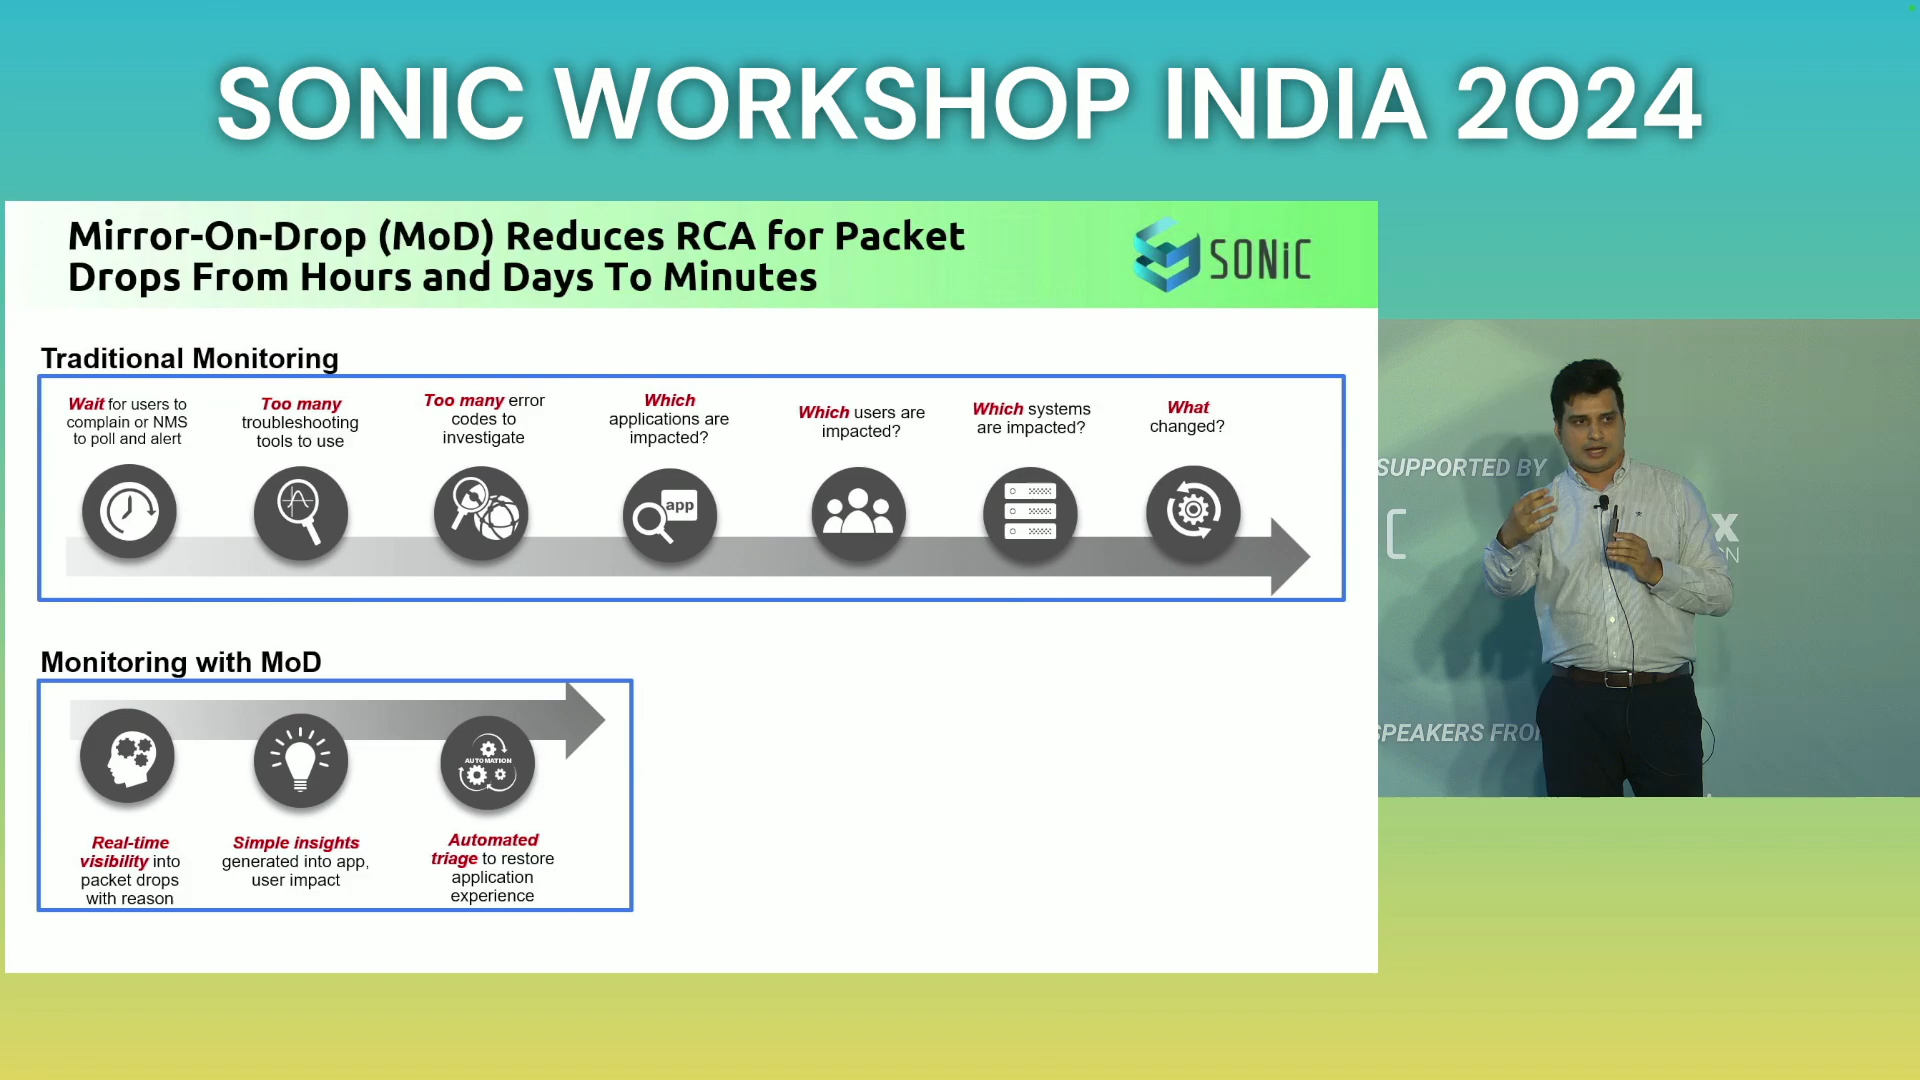 SONIC WORKSHOP INDIA 2024
Mirror-On-Drop (MoD) Reduces RCA for Packet
Drops From Hours and Days To Minutes
SONiC
Traditional Monitoring
Wait for users to
complain or NMS
to poll and alert
Too many
troubleshooting
tools to use
Too many error
codes to
investigate
Which
applications are
impacted?
Which users are
impacted?
Which systems
are impacted?
What
changed?
app
Monitoring with MoD
AUTOMATION
Real-time
visibility into
packet drops
with reason
Simple insights
generated into app,
user impact
Automated
triage to restore
application
experience
SUPPORTED BY
C
x
SPEAKERS FRO